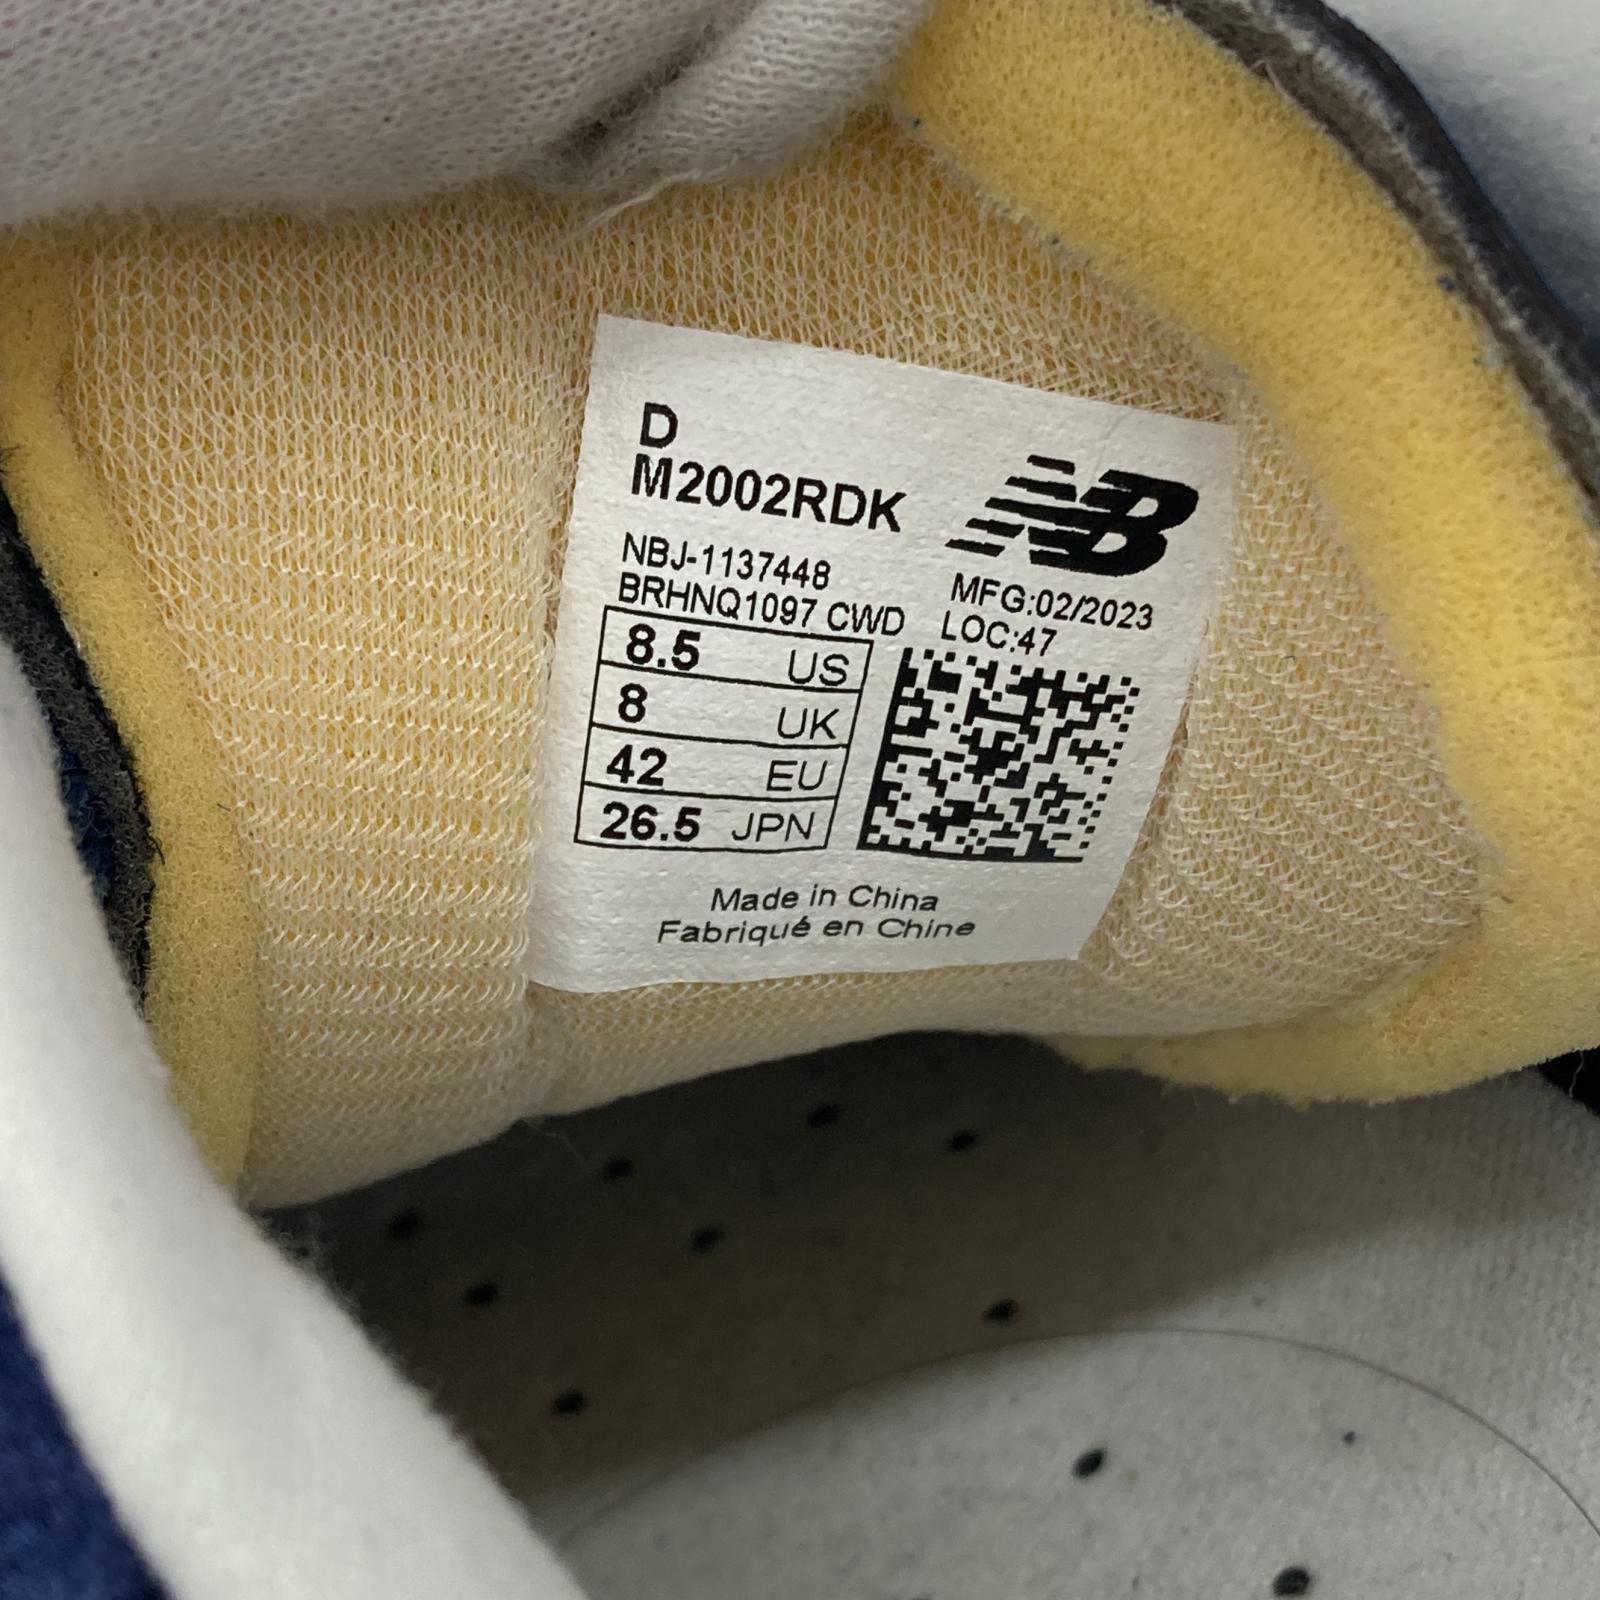 D
M2002RDK
NB
NBJ-1137448
BRHNQ1097 CWD
MFG:02/2023
LOC:47
8.5 US
8 UK
42 EU
26.5 JPN
Made in China
Fabriqué en Chine